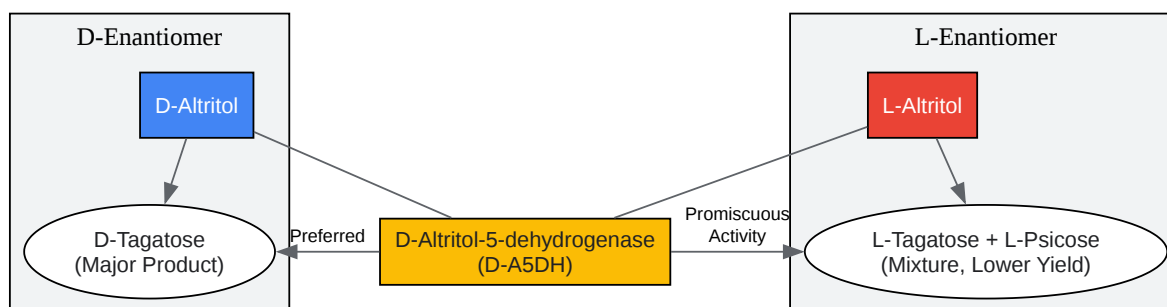 D-Enantiomer
L-Enantiomer
D-Altritol
L-Altritol
D-Tagatose
(Major Product)
Preferred
D-Altritol-5-dehydrogenase
(D-A5DH)
Promiscuous
Activity
L-Tagatose + L-Psicose
(Mixture, Lower Yield)